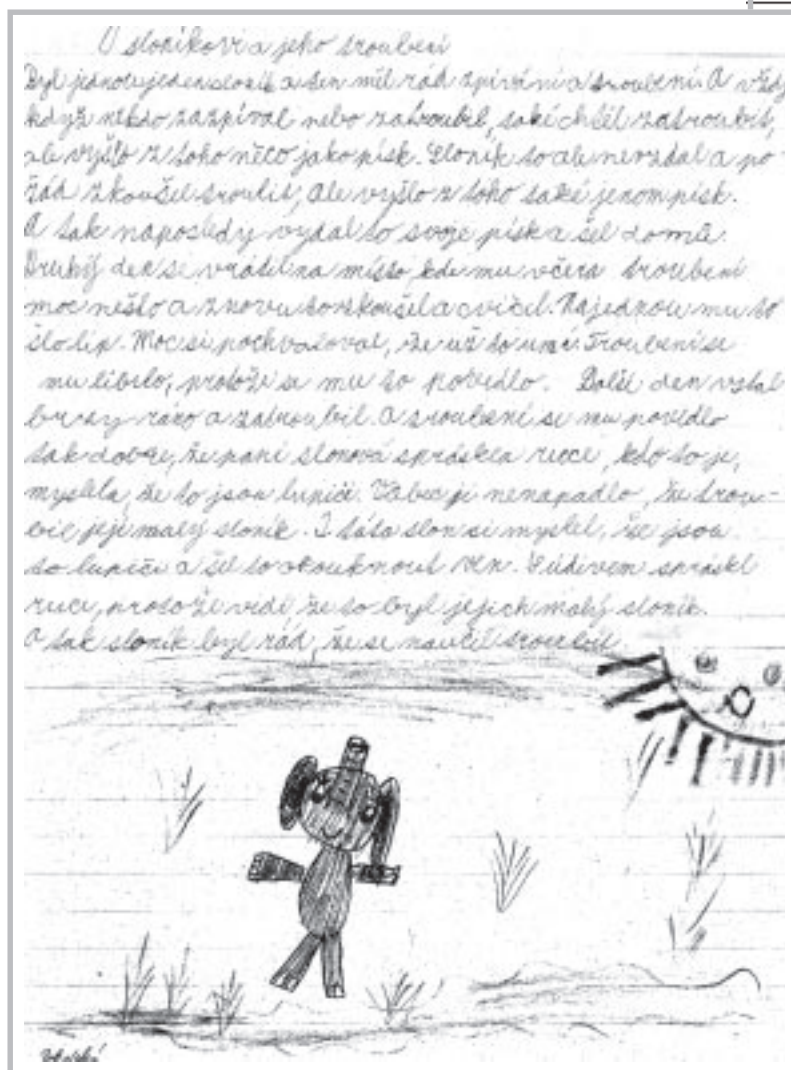 O sloníkovi a jeho troubení
Byl jednou jeden sloník a ten měl rád zpívání a troubení. A vždy
když někdo zazpíval nebo zatroubil, také chtěl zatroubit,
ale vyšlo z toho něco jako písk. Sloník to ale nevzdal a po-
řád zkoušel troubit, ale vyšlo z toho také jenom písk.
A tak naposledy vydal to svoje písk a šel domů.
Druhý den se vrátil na místo, kde mu včera troubení
moc nešlo a znovu to zkoušel a cvičil. Najednou mu to
šlo líp. Moc si pochvaloval, že už to umí. Troubení se
mu líbilo, protože se mu to povedlo. Další den vstal
brzy ráno a zatroubil. A troubení se mu povedlo
tak dobře, že paní slonová spráskla ruce, kdo to je,
myslela, že to jsou lupiči. Vůbec ji nenapadlo, že trou-
bil její malý sloník. I táta slon si myslel, že jsou
to lupiči a šel to okouknout ven. S údivem spráskl
ruce, protože viděl, že to byl jejich malý sloník.
A tak sloník byl rád, že se naučil troubit.